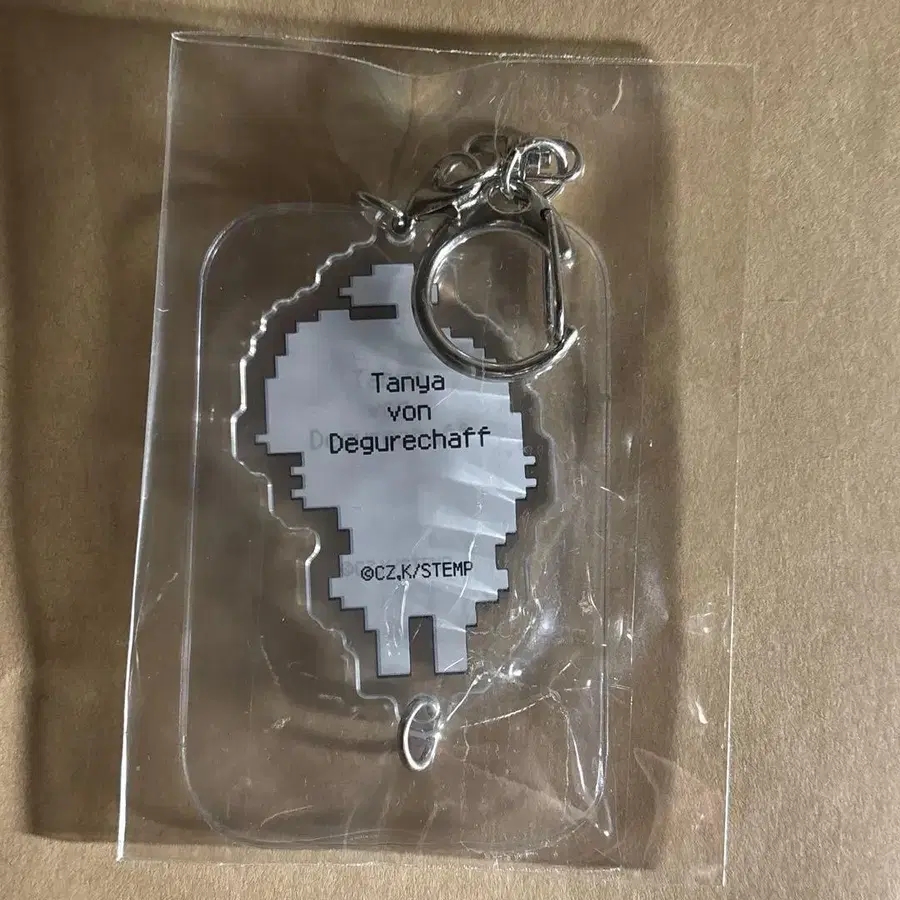 Tanya
von
Degurechaff
©CZ,K/STEMP